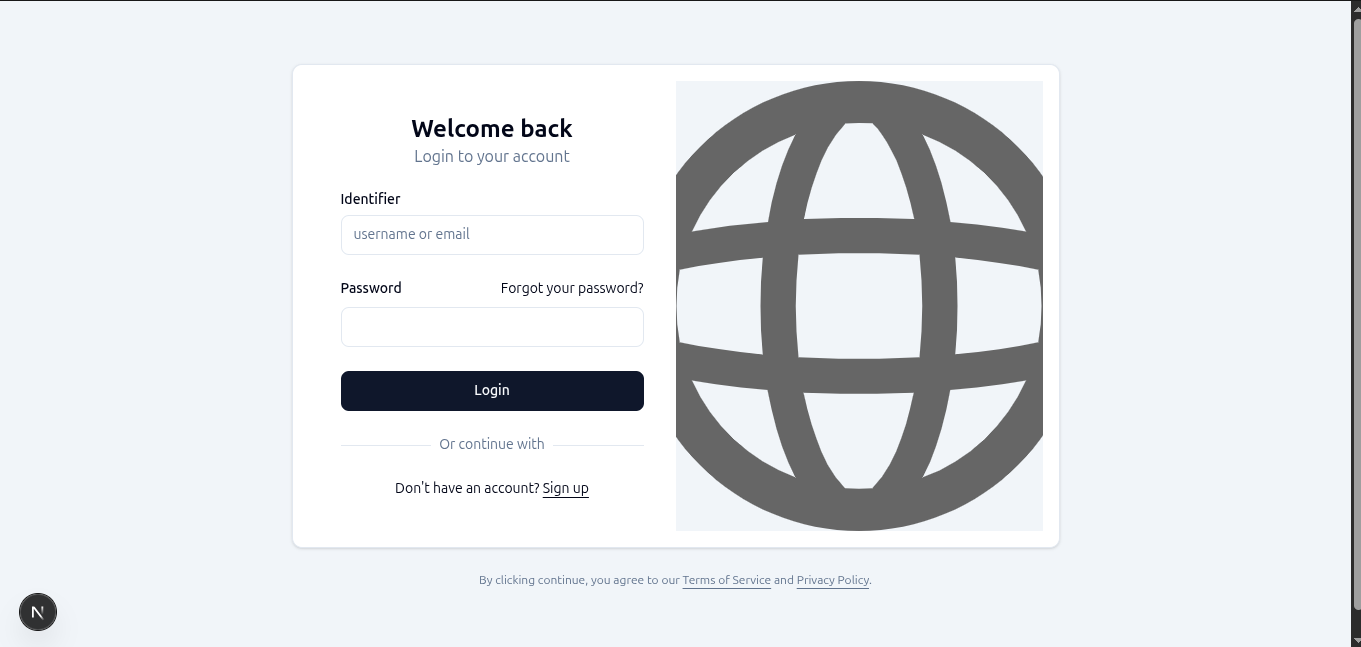 Welcome back
Login to your account
Identifier
username or email
Password
Forgot your password?
Login
Or continue with
Don't have an account? Sign up
By clicking continue, you agree to our Terms of Service and Privacy Policy.
N